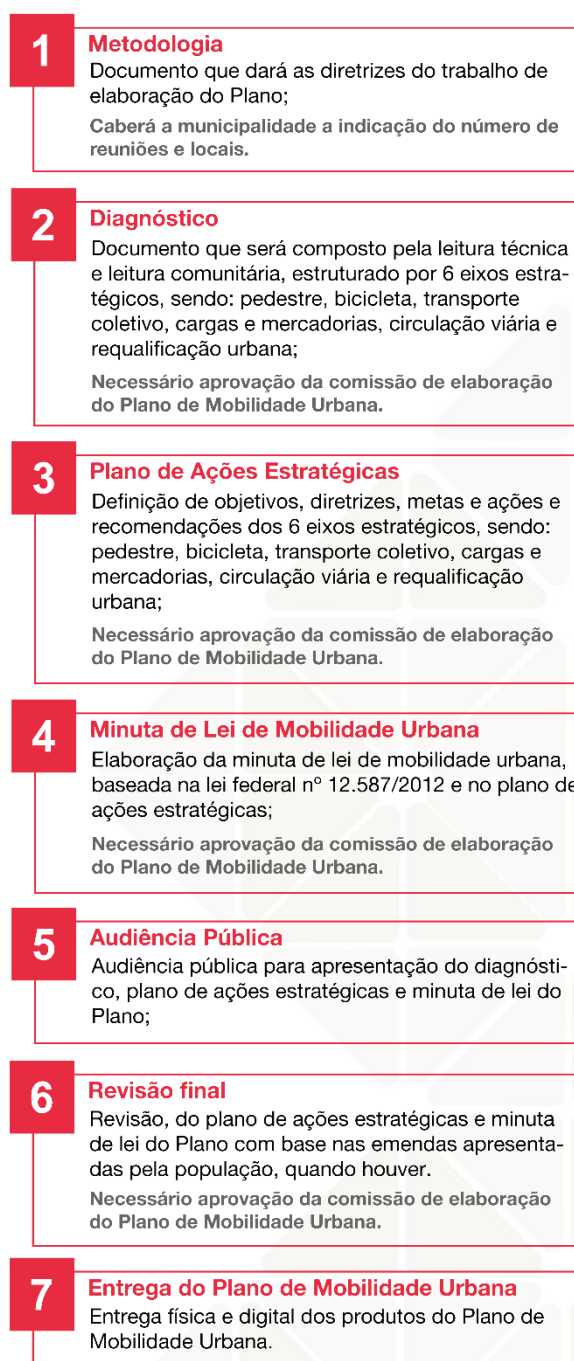 1
Metodologia
Documento que dará as diretrizes do trabalho de
elaboração do Plano;
Caberá a municipalidade a indicação do número de
reuniões e locais.
2
Diagnóstico
Documento que será composto pela leitura técnica
e leitura comunitária, estruturado por 6 eixos estra-
tégicos, sendo: pedestre, bicicleta, transporte
coletivo, cargas e mercadorias, circulação viária e
requalificação urbana;
Necessário aprovação da comissão de elaboração
do Plano de Mobilidade Urbana.
3
Plano de Ações Estratégicas
Definição de objetivos, diretrizes, metas e ações e
recomendações dos 6 eixos estratégicos, sendo:
pedestre, bicicleta, transporte coletivo, cargas e
mercadorias, circulação viária e requalificação
urbana;
Necessário aprovação da comissão de elaboração
do Plano de Mobilidade Urbana.
4
Minuta de Lei de Mobilidade Urbana
Elaboração da minuta de lei de mobilidade urbana,
baseada na lei federal nº 12.587/2012 e no plano de
ações estratégicas;
Necessário aprovação da comissão de elaboração
do Plano de Mobilidade Urbana.
5
Audiência Pública
Audiência pública para apresentação do diagnósti-
co, plano de ações estratégicas e minuta de lei do
Plano;
6
Revisão final
Revisão, do plano de ações estratégicas e minuta
de lei do Plano com base nas emendas apresenta-
das pela população, quando houver.
Necessário aprovação da comissão de elaboração
do Plano de Mobilidade Urbana.
7
Entrega do Plano de Mobilidade Urbana
Entrega física e digital dos produtos do Plano de
Mobilidade Urbana.